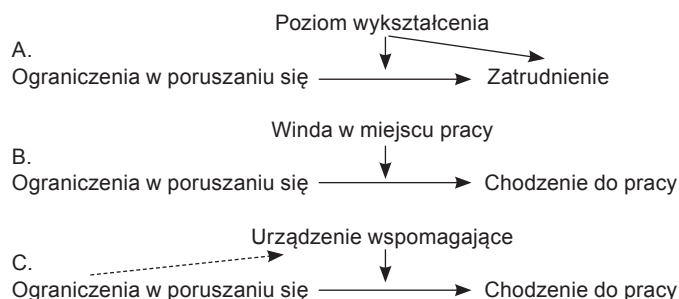 Poziom wykształcenia
A.
Ograniczenia w poruszaniu się Zatrudnienie
Winda w miejscu pracy
B.
Ograniczenia w poruszaniu się Chodzenie do pracy
Urządzenie wspomagające
C.
Ograniczenia w poruszaniu się Chodzenie do pracy